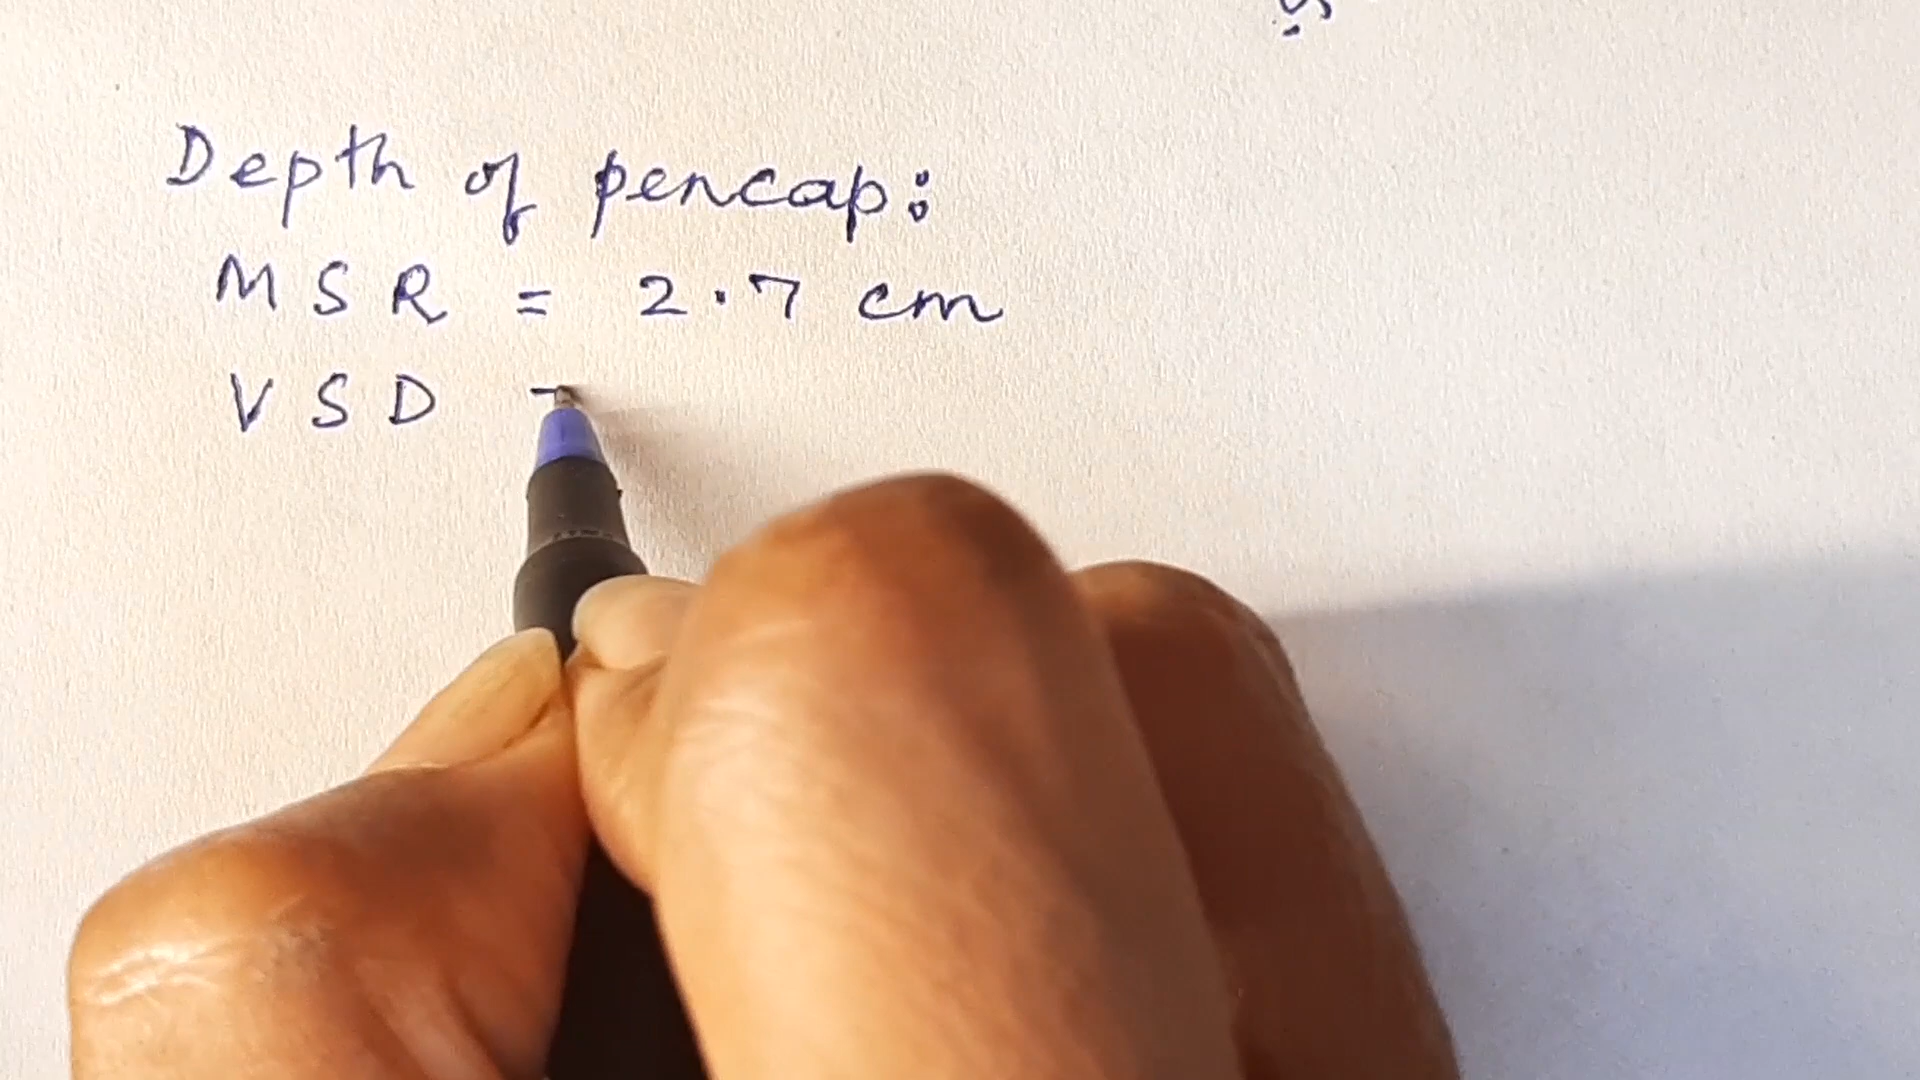 Depth of pencap:
MSR = 2.7 cm
VSD -